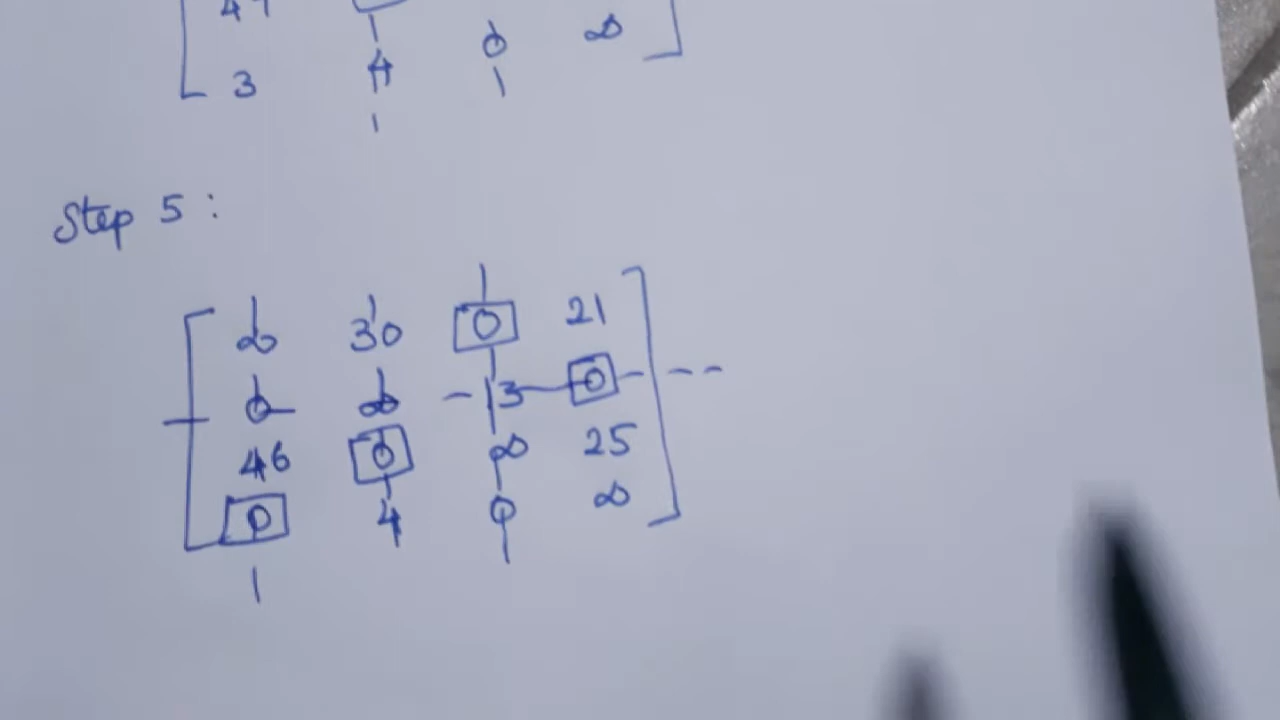 ∞
3 4 0
Step 5:
∞ 30 0 21
0 ∞ 13 0
46 0 ∞ 25
0 4 0 ∞